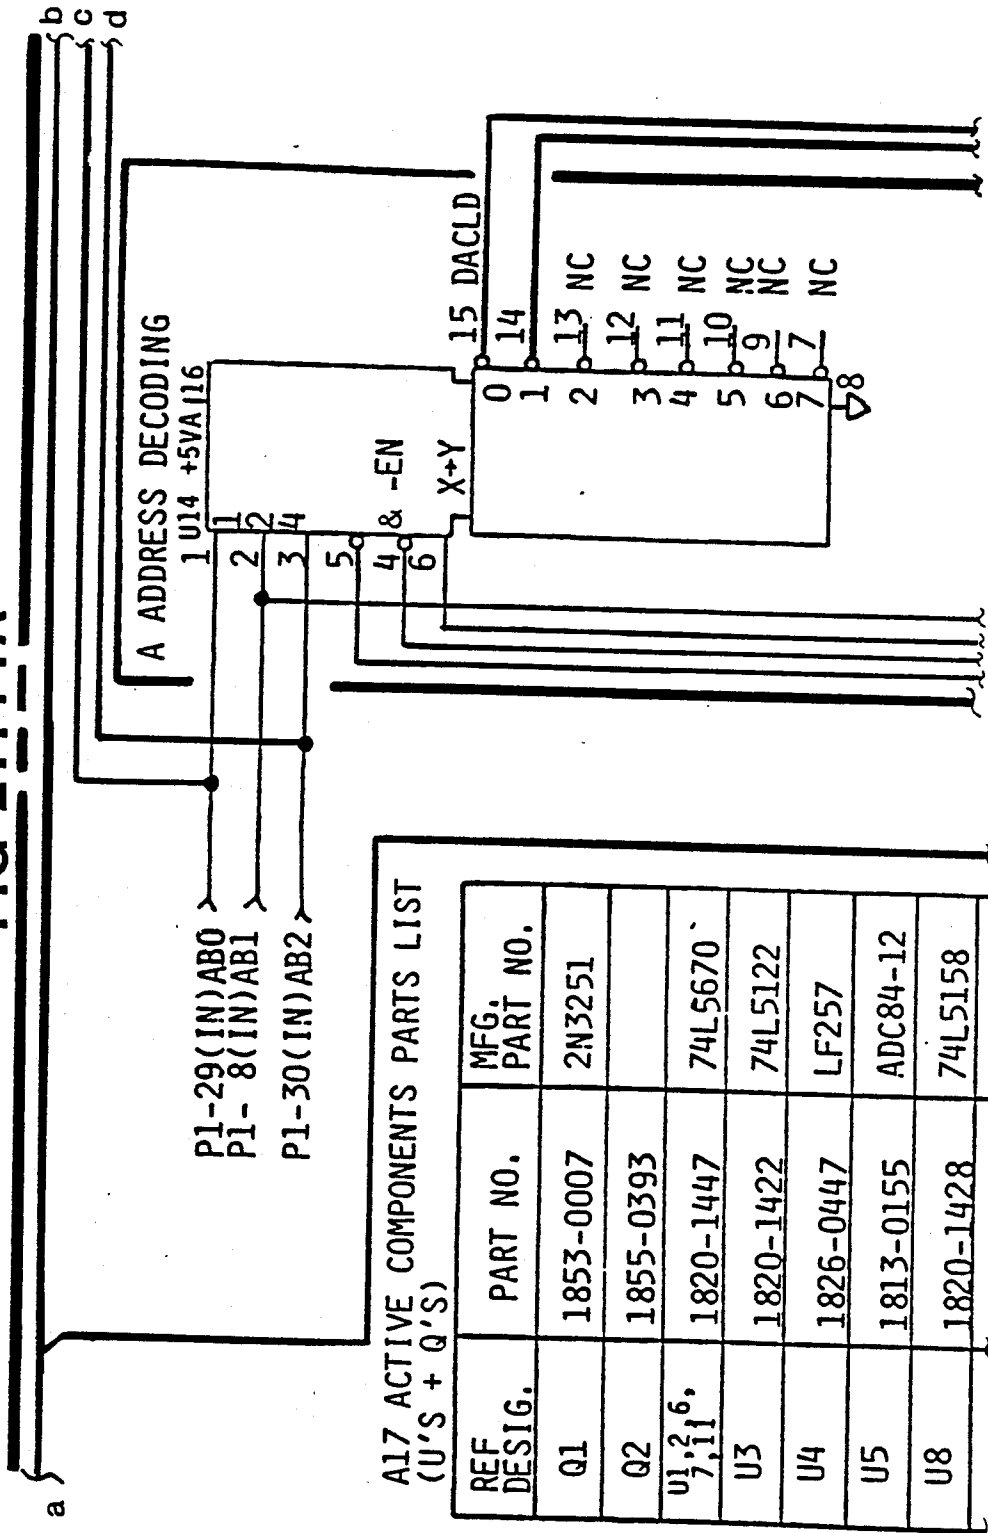 b
c
d
a
A ADDRESS DECODING
U14 +5VA 16
1 1
2 2
3 4
5
4 & -EN
6
X+Y
0 15 DACLD
1 14
2 13 NC
3 12 NC
4 11 NC
5 10 NC
6 9 NC
7 7 NC
8
P1-29(IN)AB0
P1- 8(IN)AB1
P1-30(IN)AB2
A17 ACTIVE COMPONENTS PARTS LIST
(U'S + Q'S)
REF DESIG. PART NO. MFG. PART NO.
Q1 1853-0007 2N3251
Q2 1855-0393
U1,2,6, 7,11 1820-1447 74L5670
U3 1820-1422 74L5122
U4 1826-0447 LF257
U5 1813-0155 ADC84-12
U8 1820-1428 74L5158